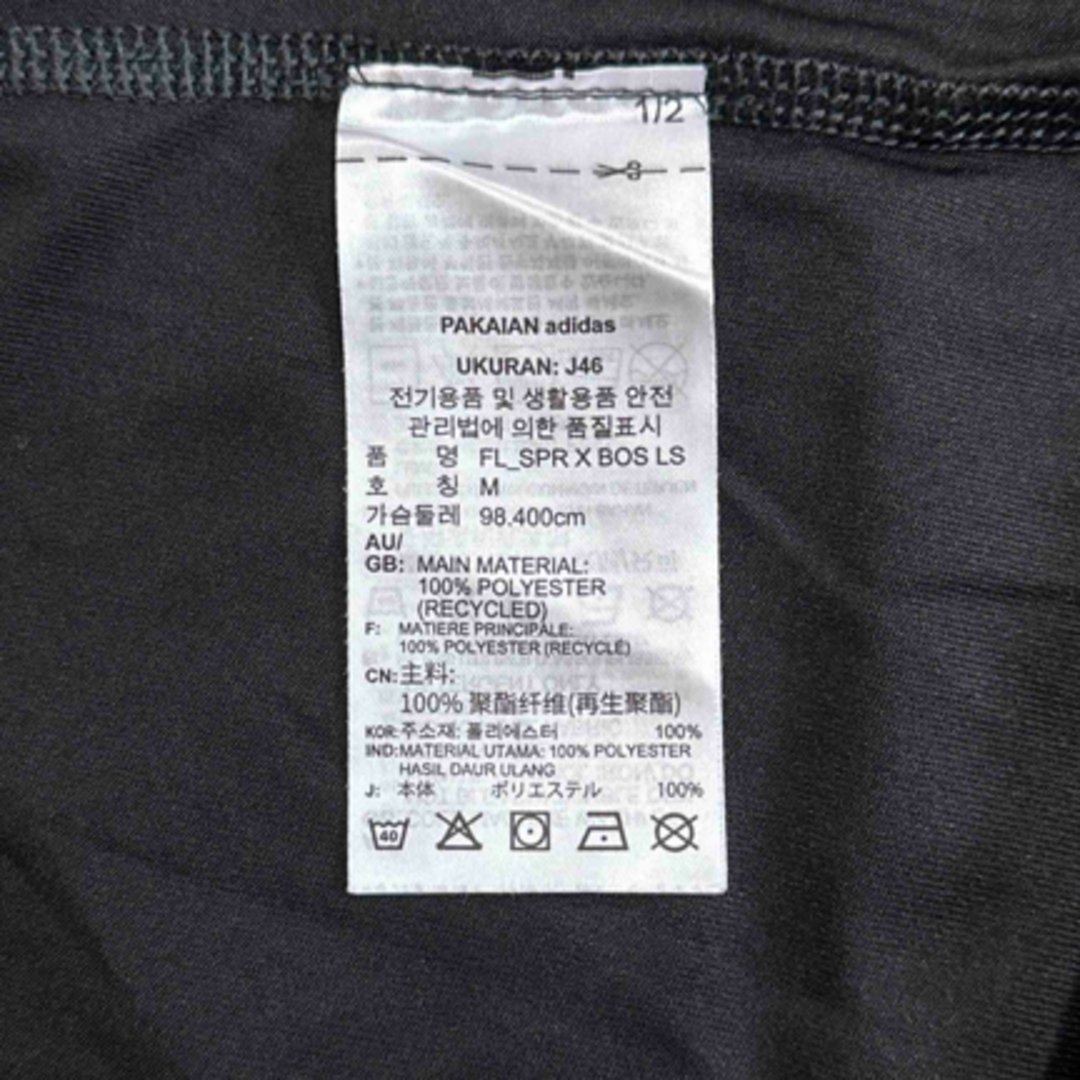 1/2
PAKAIAN adidas
UKURAN: J46
전기용품 및 생활용품 안전
관리법에 의한 품질표시
품 명 FL_SPR X BOS LS
호 칭 M
가슴둘레 98.400cm
AU/
GB: MAIN MATERIAL:
100% POLYESTER
(RECYCLED)
F: MATIERE PRINCIPALE:
100% POLYESTER (RECYCLÉ)
CN: 主料:
100% 聚酯纤维(再生聚酯)
KOR: 주소재: 폴리에스터 100%
IND: MATERIAL UTAMA: 100% POLYESTER
HASIL DAUR ULANG
J: 本体 ポリエステル 100%
40